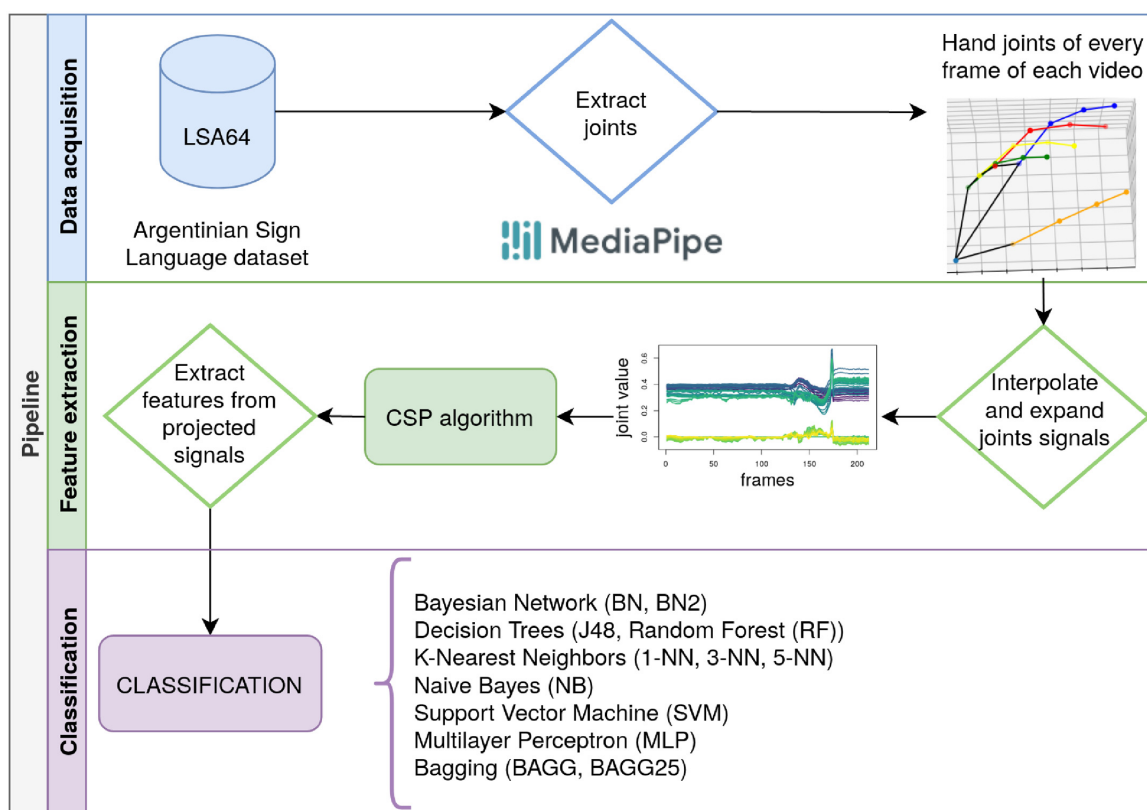 Pipeline
Data acquisition
LSA64
Argentinian Sign
Language dataset
Extract
joints
MediaPipe
Hand joints of every
frame of each video
Feature extraction
Extract
features from
projected
signals
CSP algorithm
joint value
0.6
0.4
0.2
0.0
0
50
100
150
200
frames
Interpolate
and expand
joints signals
Classification
CLASSIFICATION
Bayesian Network (BN, BN2)
Decision Trees (J48, Random Forest (RF))
K-Nearest Neighbors (1-NN, 3-NN, 5-NN)
Naive Bayes (NB)
Support Vector Machine (SVM)
Multilayer Perceptron (MLP)
Bagging (BAGG, BAGG25)